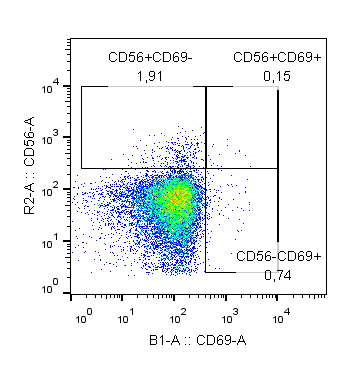 CD56+CD69- CD56+CD69+
1,91 0,15
10^4
10^3
10^2
10^1
10^0
R2-A :: CD56-A
CD56-CD69+
0,74
10^0 10^1 10^2 10^3 10^4
B1-A :: CD69-A